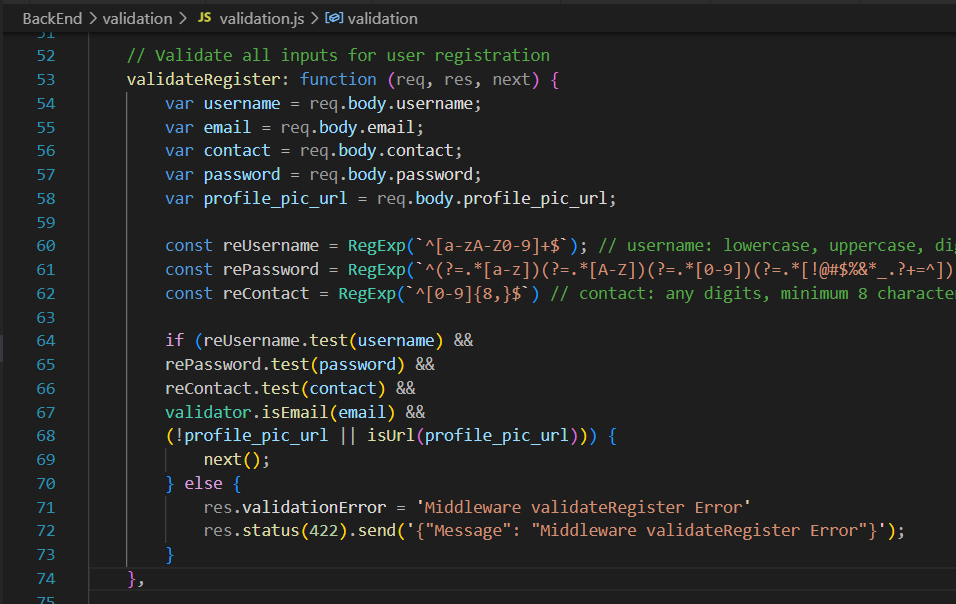 BackEnd > validation > JS validation.js > validation
51
52 // Validate all inputs for user registration
53 validateRegister: function (req, res, next) {
54 var username = req.body.username;
55 var email = req.body.email;
56 var contact = req.body.contact;
57 var password = req.body.password;
58 var profile_pic_url = req.body.profile_pic_url;
59
60 const reUsername = RegExp(`^[a-zA-Z0-9]+$`); // username: lowercase, uppercase, di
61 const rePassword = RegExp(`^(?=.*[a-z])(?=.*[A-Z])(?=.*[0-9])(?=.*[!@#$%&*_.?+=^])
62 const reContact = RegExp(`^[0-9]{8,}$`) // contact: any digits, minimum 8 characte
63
64 if (reUsername.test(username) &&
65 rePassword.test(password) &&
66 reContact.test(contact) &&
67 validator.isEmail(email) &&
68 (!profile_pic_url || isUrl(profile_pic_url))) {
69 next();
70 } else {
71 res.validationError = 'Middleware validateRegister Error'
72 res.status(422).send('{"Message": "Middleware validateRegister Error"}');
73 }
74 },
75